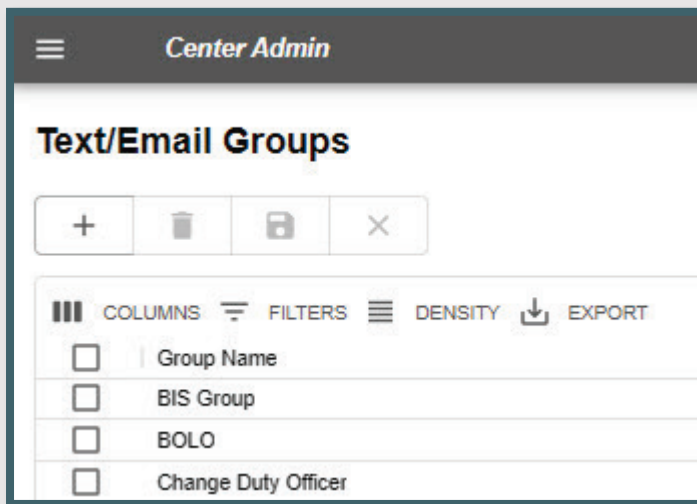 Center Admin
Text/Email Groups
COLUMNS FILTERS DENSITY EXPORT
Group Name
BIS Group
BOLO
Change Duty Officer